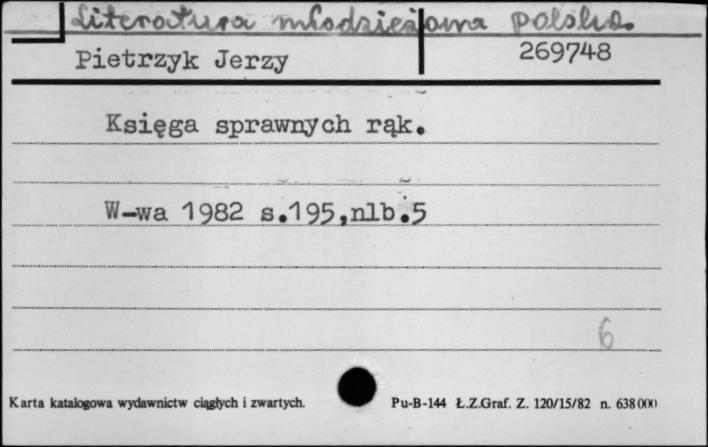 Literatura młodzieżowa polska.
Pietrzyk Jerzy
269748
Księga sprawnych rąk.
W-wa 1982 s.195,nlb.5
6
Karta katalogowa wydawnictw ciągłych i zwartych.
Pu-B-144 Ł.Z.Graf. Z. 120/15/82 n. 638000